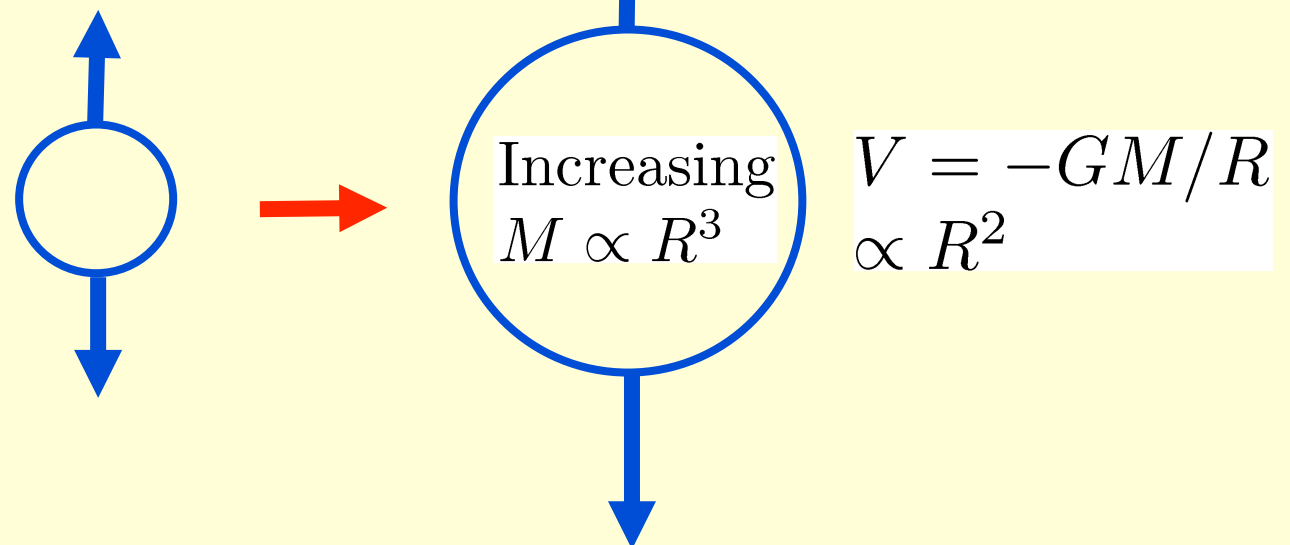 Increasing
M ∝ R³
V = −GM/R
∝ R²